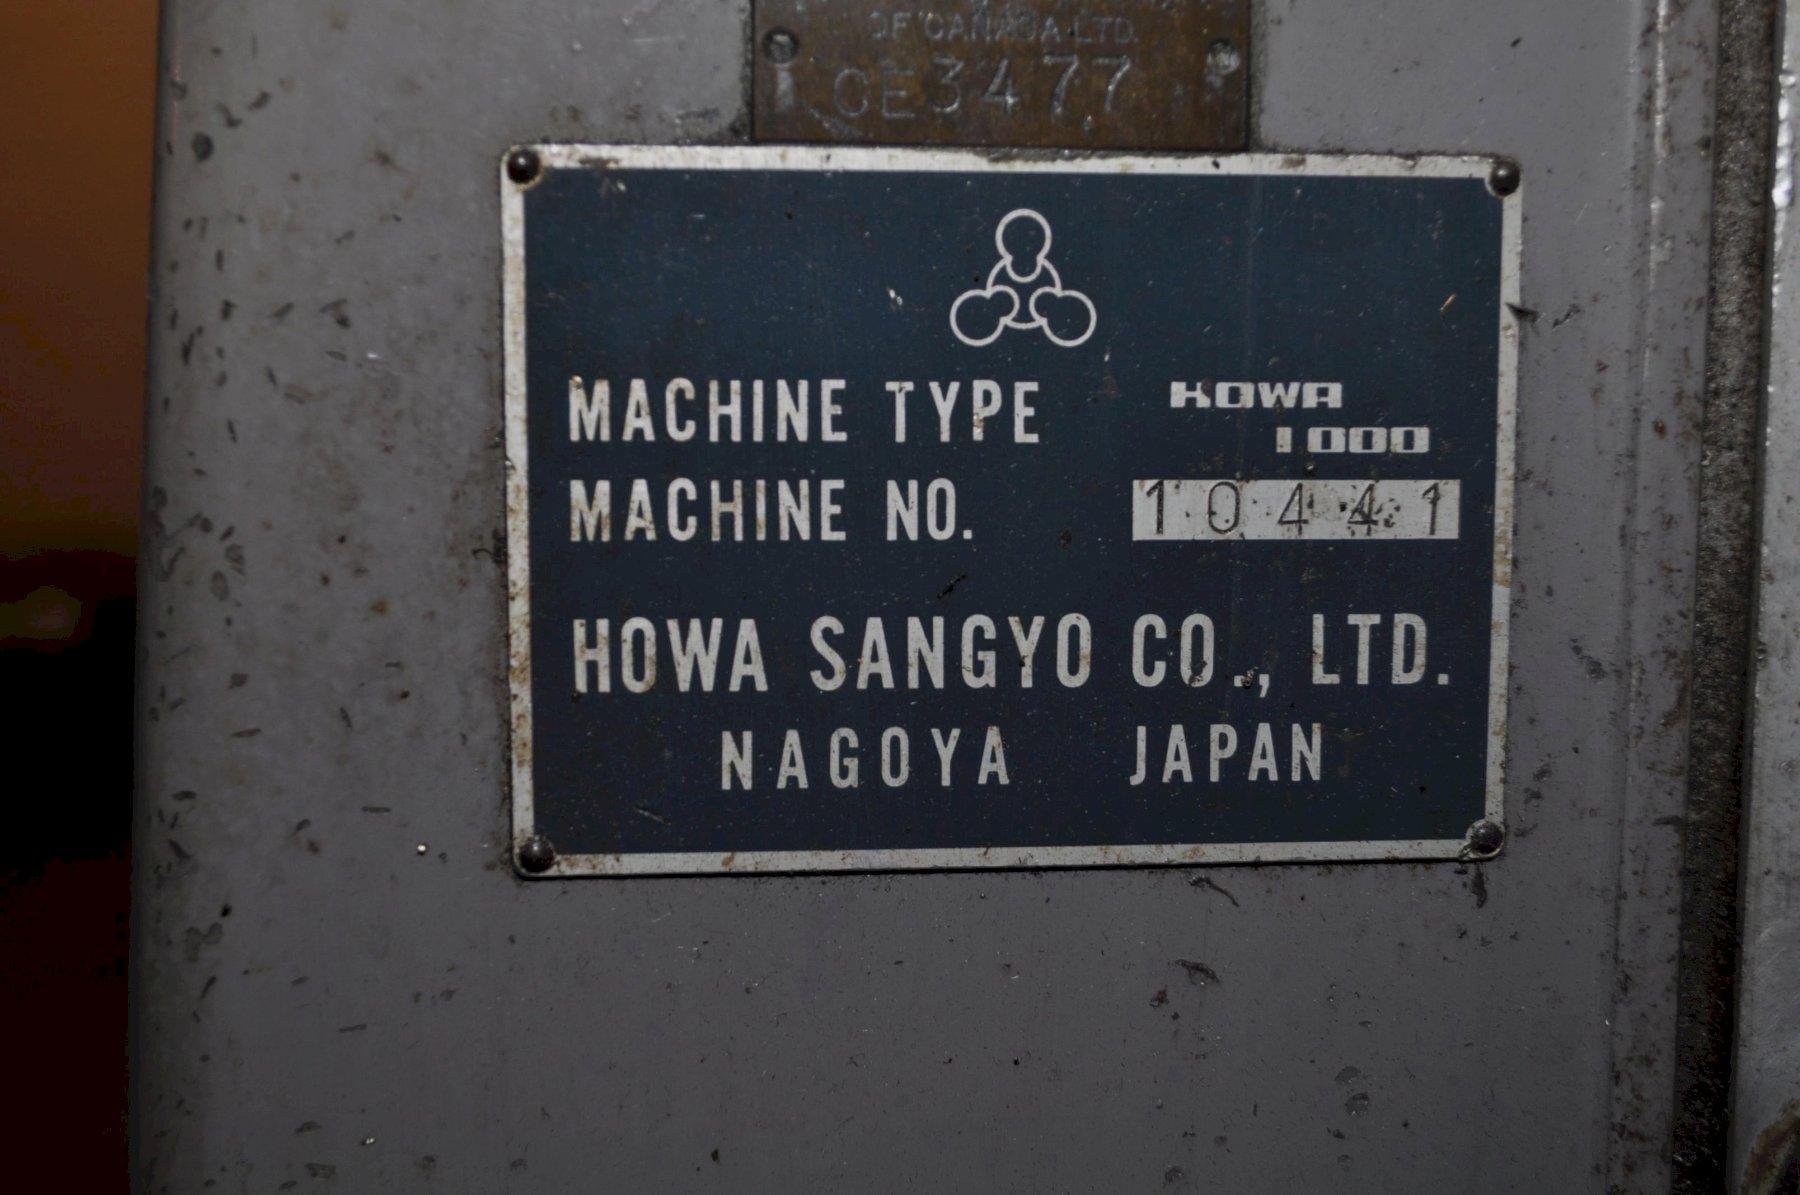 OF CANADA LTD.
CE3477
MACHINE TYPE HOWA
1000
MACHINE NO. 10441
HOWA SANGYO CO., LTD.
NAGOYA JAPAN